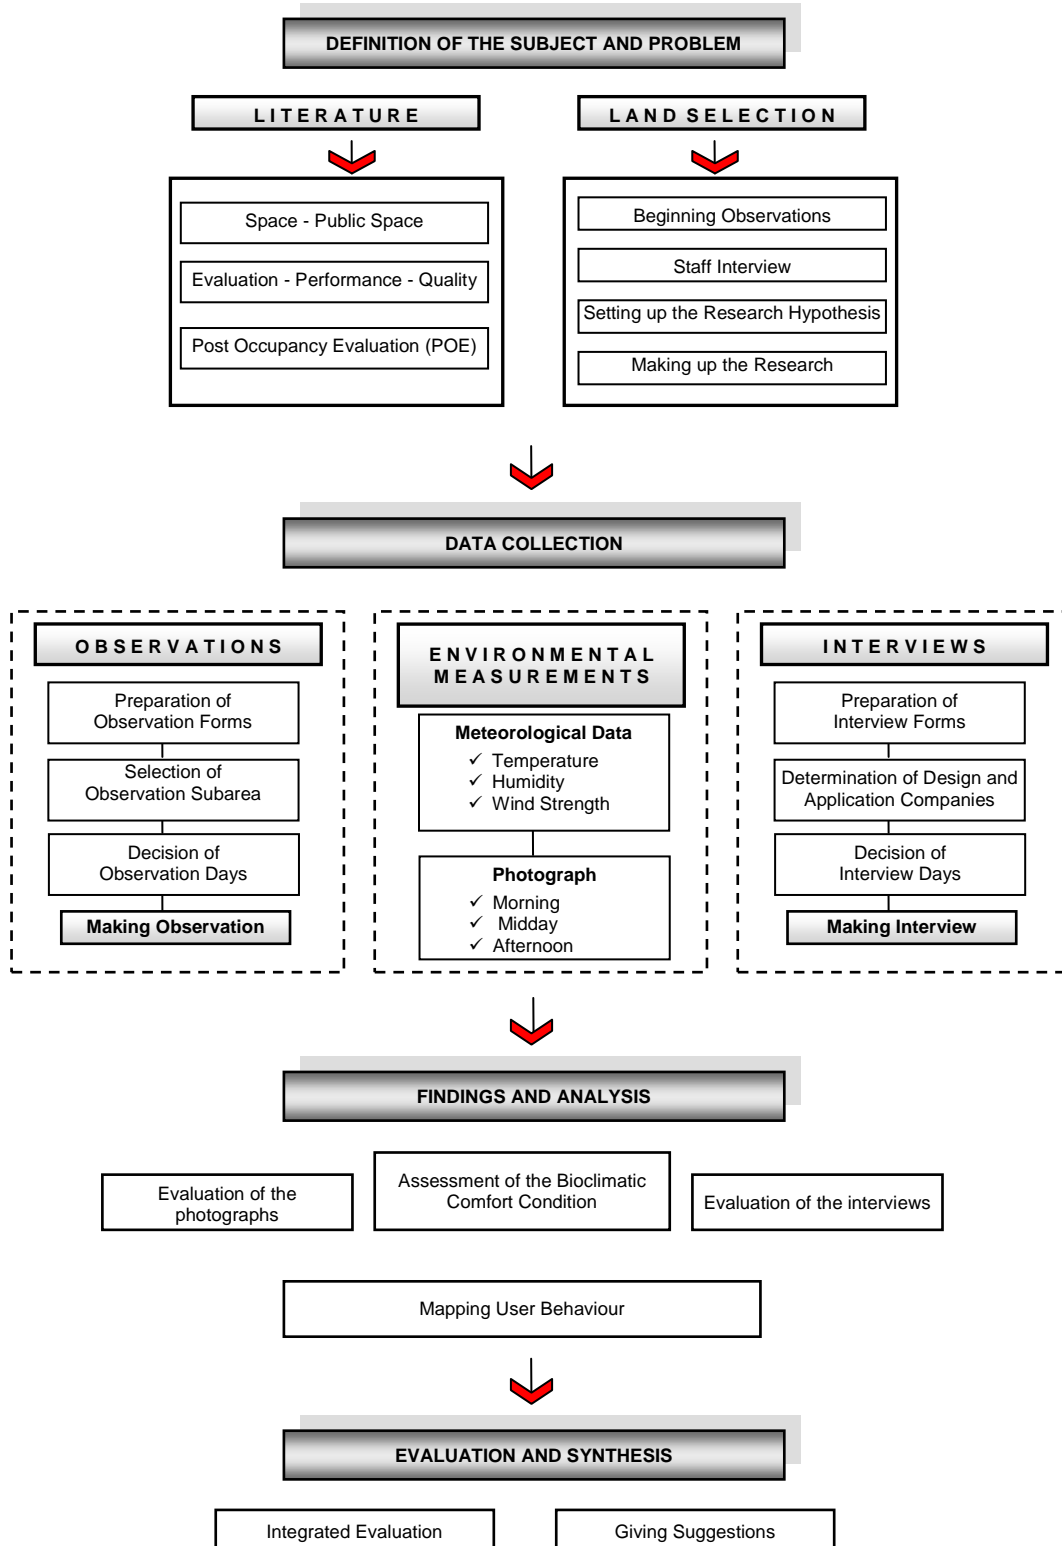 DEFINITION OF THE SUBJECT AND PROBLEM
LITERATURE
Space - Public Space
Evaluation - Performance - Quality
Post Occupancy Evaluation (POE)
LAND SELECTION
Beginning Observations
Staff Interview
Setting up the Research Hypothesis
Making up the Research
DATA COLLECTION
OBSERVATIONS
Preparation of
Observation Forms
Selection of
Observation Subarea
Decision of
Observation Days
Making Observation
ENVIRONMENTAL
MEASUREMENTS
Meteorological Data
✓ Temperature
✓ Humidity
✓ Wind Strength
Photograph
✓ Morning
✓ Midday
✓ Afternoon
INTERVIEWS
Preparation of
Interview Forms
Determination of Design and
Application Companies
Decision of
Interview Days
Making Interview
FINDINGS AND ANALYSIS
Evaluation of the
photographs
Assessment of the Bioclimatic
Comfort Condition
Evaluation of the interviews
Mapping User Behaviour
EVALUATION AND SYNTHESIS
Integrated Evaluation
Giving Suggestions